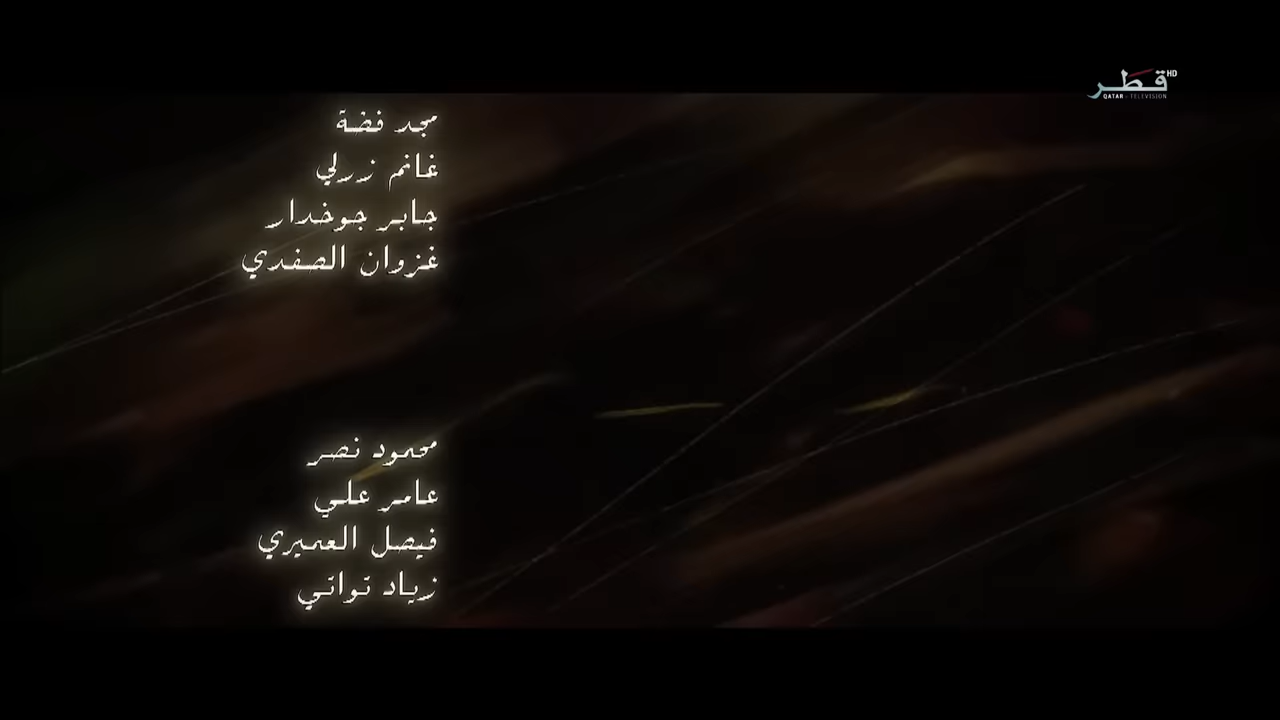 قطر HD
QATAR TELEVISION
مجد فضة
غانم زرلي
جابر جوخدار
غزوان الصفدي
محمود نصر
عامر علي
فيصل العميري
زياد تواتي